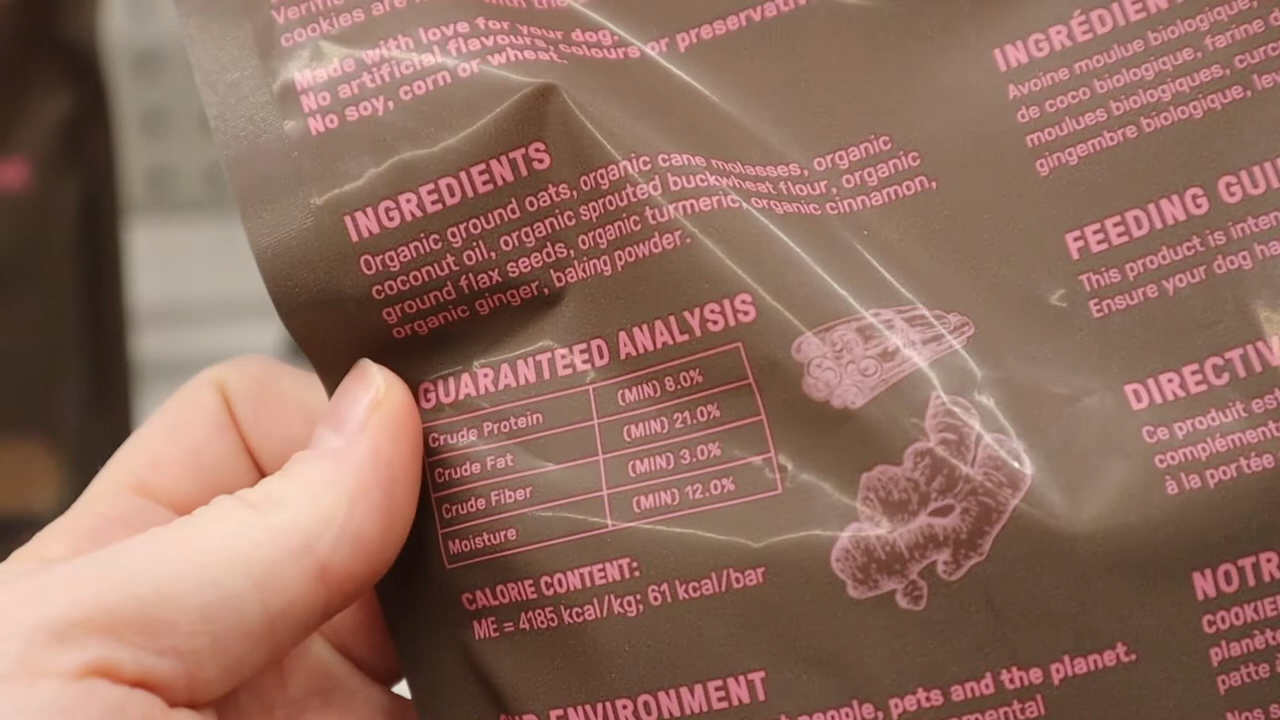 cookies are
Made with love for your dog.
No artificial flavours, colours or preservativ
No soy, corn or wheat.
INGREDIENTS
Organic ground oats, organic cane molasses, organic
coconut oil, organic sprouted buckwheat flour, organic
ground flax seeds, organic turmeric, organic cinnamon,
organic ginger, baking powder.
GUARANTEED ANALYSIS
Crude Protein (MIN) 8.0%
Crude Fat (MIN) 21.0%
Crude Fiber (MIN) 3.0%
Moisture (MIN) 12.0%
CALORIE CONTENT:
ME = 4185 kcal/kg; 61 kcal/bar
ENVIRONMENT
people, pets and the planet.
INGRÉDIEN
Avoine moulue biologique,
de coco biologique, farine d
moulues biologiques, curc
gingembre biologique, lev
FEEDING GUI
This product is inten
Ensure your dog ha
DIRECTIV
Ce produit est
complément
à la portée
NOTR
COOKIE
planèt
patte à
Nos s